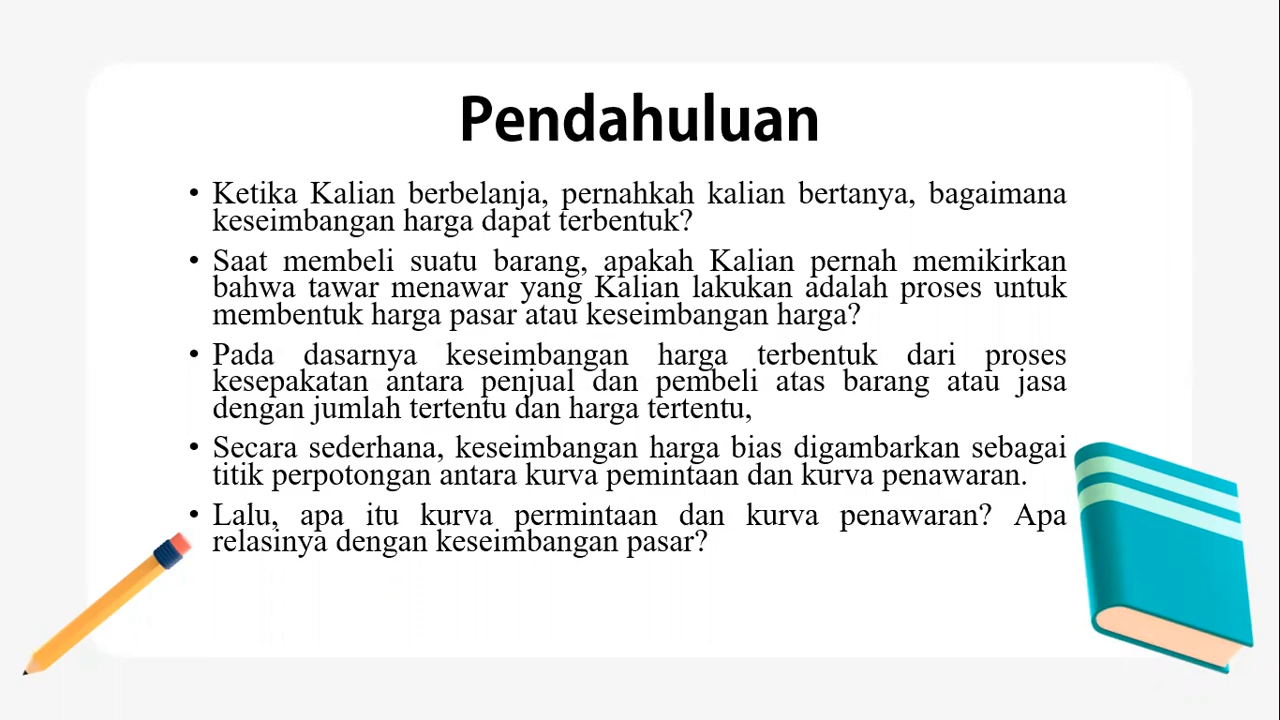 Pendahuluan
• Ketika Kalian berbelanja, pernahkah kalian bertanya, bagaimana
keseimbangan harga dapat terbentuk?
• Saat membeli suatu barang, apakah Kalian pernah memikirkan
bahwa tawar menawar yang Kalian lakukan adalah proses untuk
membentuk harga pasar atau keseimbangan harga?
• Pada dasarnya keseimbangan harga terbentuk dari proses
kesepakatan antara penjual dan pembeli atas barang atau jasa
dengan jumlah tertentu dan harga tertentu,
• Secara sederhana, keseimbangan harga bias digambarkan sebagai
titik perpotongan antara kurva pemintaan dan kurva penawaran.
• Lalu, apa itu kurva permintaan dan kurva penawaran? Apa
relasinya dengan keseimbangan pasar?